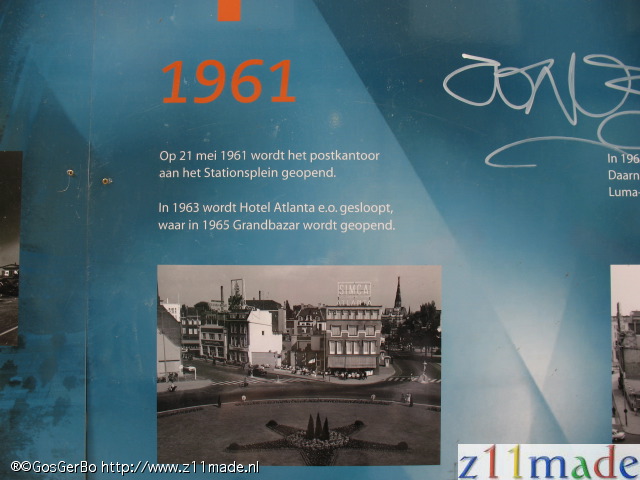 1961
Op 21 mei 1961 wordt het postkantoor
aan het Stationsplein geopend.
In 1963 wordt Hotel Atlanta e.o. gesloopt,
waar in 1965 Grandbazar wordt geopend.
In 196
Daarn
Luma-
SIMCA
®©GosGerBo http://www.z11made.nl
z11made